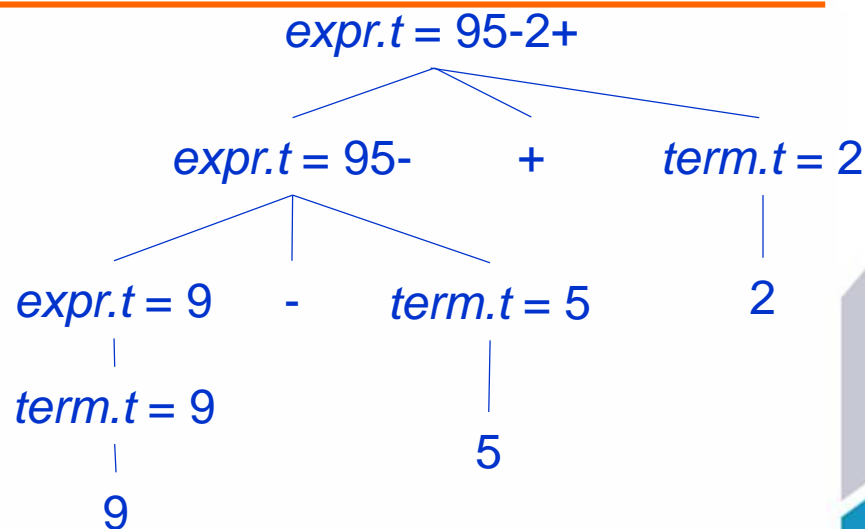 expr.t = 95-2+
expr.t = 95- + term.t = 2
expr.t = 9 - term.t = 5 2
term.t = 9
5
9